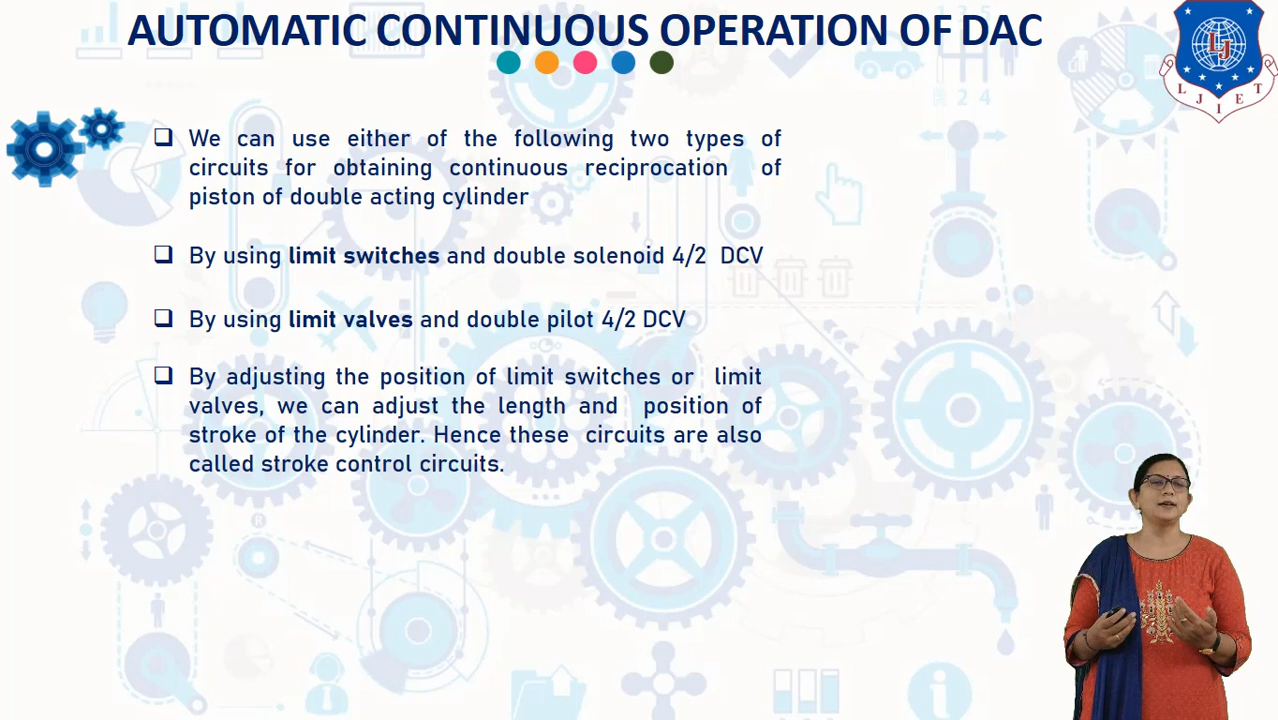 AUTOMATIC CONTINUOUS OPERATION OF DAC
LJ
L J I E T
We can use either of the following two types of
circuits for obtaining continuous reciprocation of
piston of double acting cylinder
By using limit switches and double solenoid 4/2 DCV
By using limit valves and double pilot 4/2 DCV
By adjusting the position of limit switches or limit
valves, we can adjust the length and position of
stroke of the cylinder. Hence these circuits are also
called stroke control circuits.